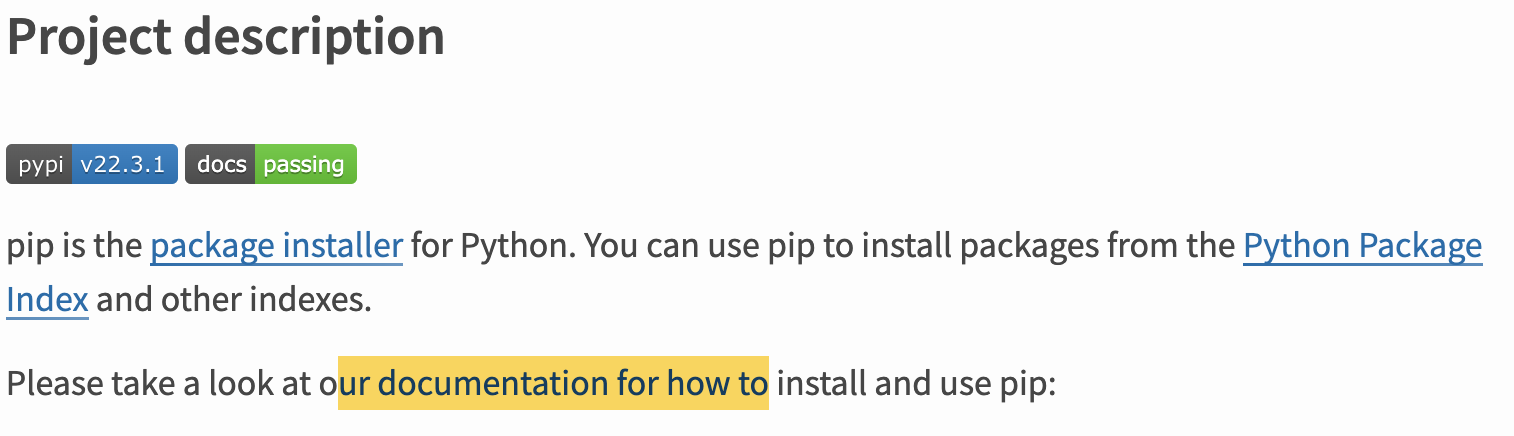 Project description
pypi v22.3.1 docs passing
pip is the package installer for Python. You can use pip to install packages from the Python Package
Index and other indexes.
Please take a look at our documentation for how to install and use pip: